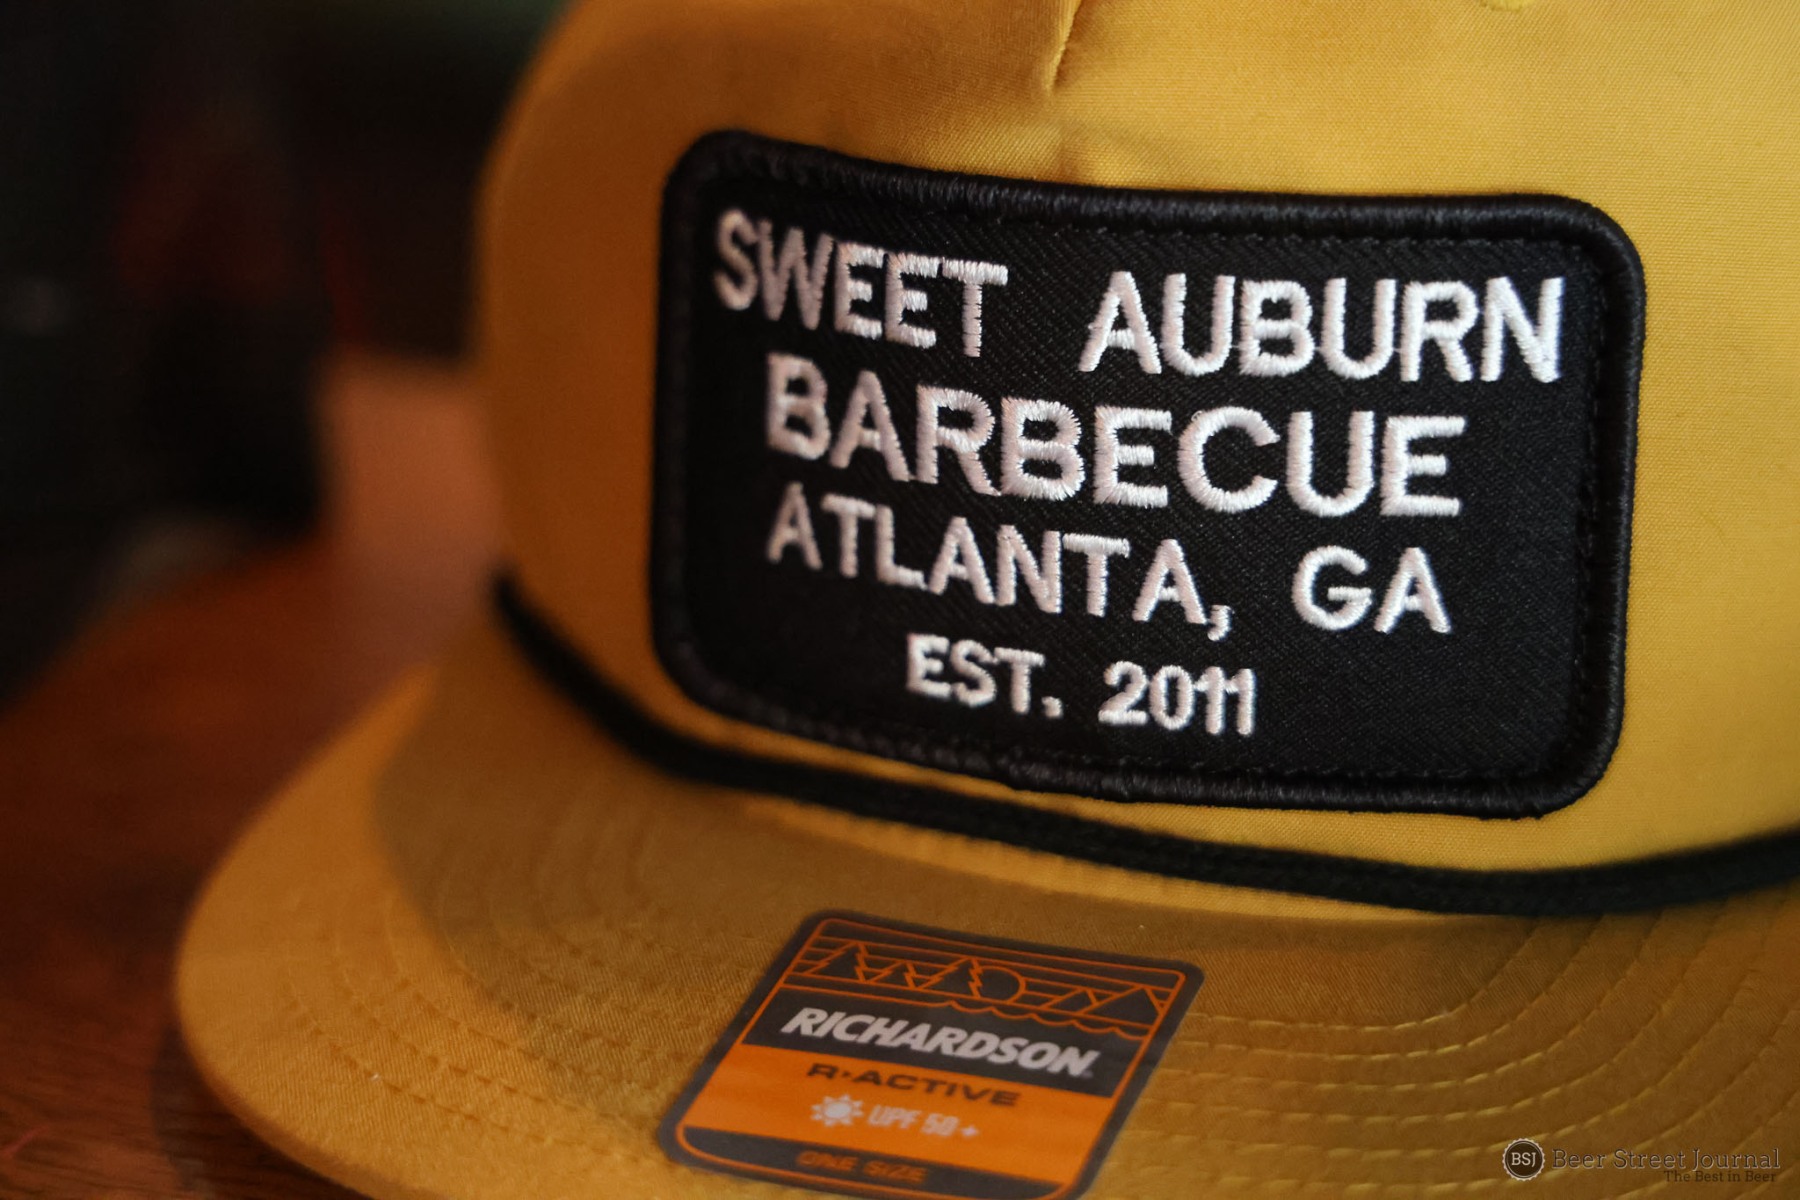 SWEET AUBURN
BARBECUE
ATLANTA, GA
EST. 2011
RICHARDSON
R·ACTIVE
UPF 50+
ONE SIZE
BSJ Beer Street Journal
The Best in Beer